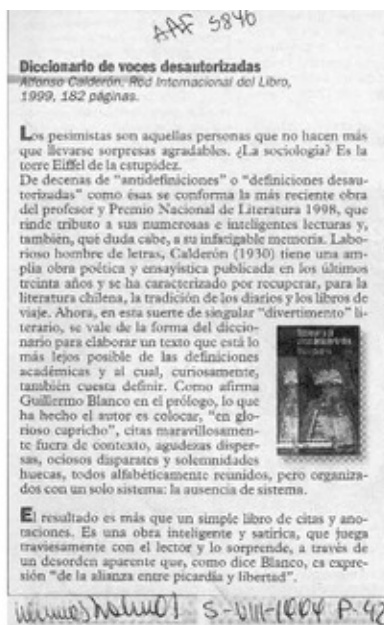 AAF 5846
Diccionario de voces desautorizadas
Alfonso Calderón. Red Internacional del Libro,
1999, 182 páginas.
Los pesimistas son aquellas personas que no hacen más
que llevarse sorpresas agradables. ¿La sociología? Es la
torre Eiffel de la estupidez.
De decenas de "antidefiniciones" o "definiciones desau-
torizadas" como ésas se conforma la más reciente obra
del profesor y Premio Nacional de Literatura 1998, que
rinde tributo a sus numerosas e inteligentes lecturas y,
también, qué duda cabe, a su infatigable memoria. Labo-
rioso hombre de letras, Calderón (1930) tiene una am-
plia obra poética y ensayística publicada en los últimos
treinta años y se ha caracterizado por recuperar, para la
literatura chilena, la tradición de los diarios y los libros de
viaje. Ahora, en esta suerte de singular "divertimento" li-
terario, se vale de la forma del diccio-
nario para elaborar un texto que está lo
más lejos posible de las definiciones
académicas y al cual, curiosamente,
también cuesta definir. Como afirma
Guillermo Blanco en el prólogo, lo que
ha hecho el autor es colocar, "en glo-
rioso capricho", citas maravillosamen-
te fuera de contexto, agudezas disper-
sas, ociosos disparates y solemnidades
huecas, todos alfabéticamente reunidos, pero organiza-
dos con un solo sistema: la ausencia de sistema.
El resultado es más que un simple libro de citas y ano-
taciones. Es una obra inteligente y satírica, que juega
traviesamente con el lector y lo sorprende, a través de
un desorden aparente que, como dice Blanco, es expre-
sión "de la alianza entre picardía y libertad".
P. 42